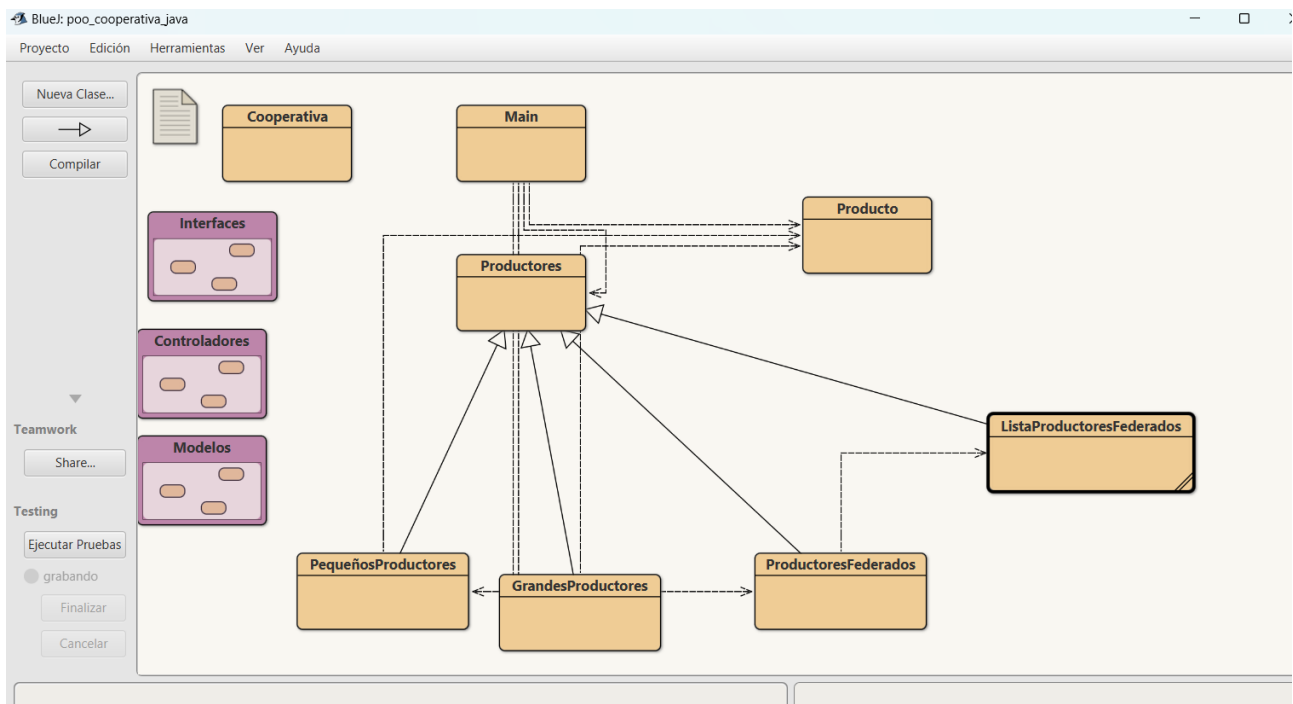 BlueJ: poo_cooperativa_java
Proyecto Edición Herramientas Ver Ayuda
Nueva Clase...
Compilar
Cooperativa
Main
Producto
Interfaces
Productores
Controladores
Modelos
ListaProductoresFederados
Teamwork
Share...
Testing
Ejecutar Pruebas
grabando
Finalizar
Cancelar
PequeñosProductores
GrandesProductores
ProductoresFederados